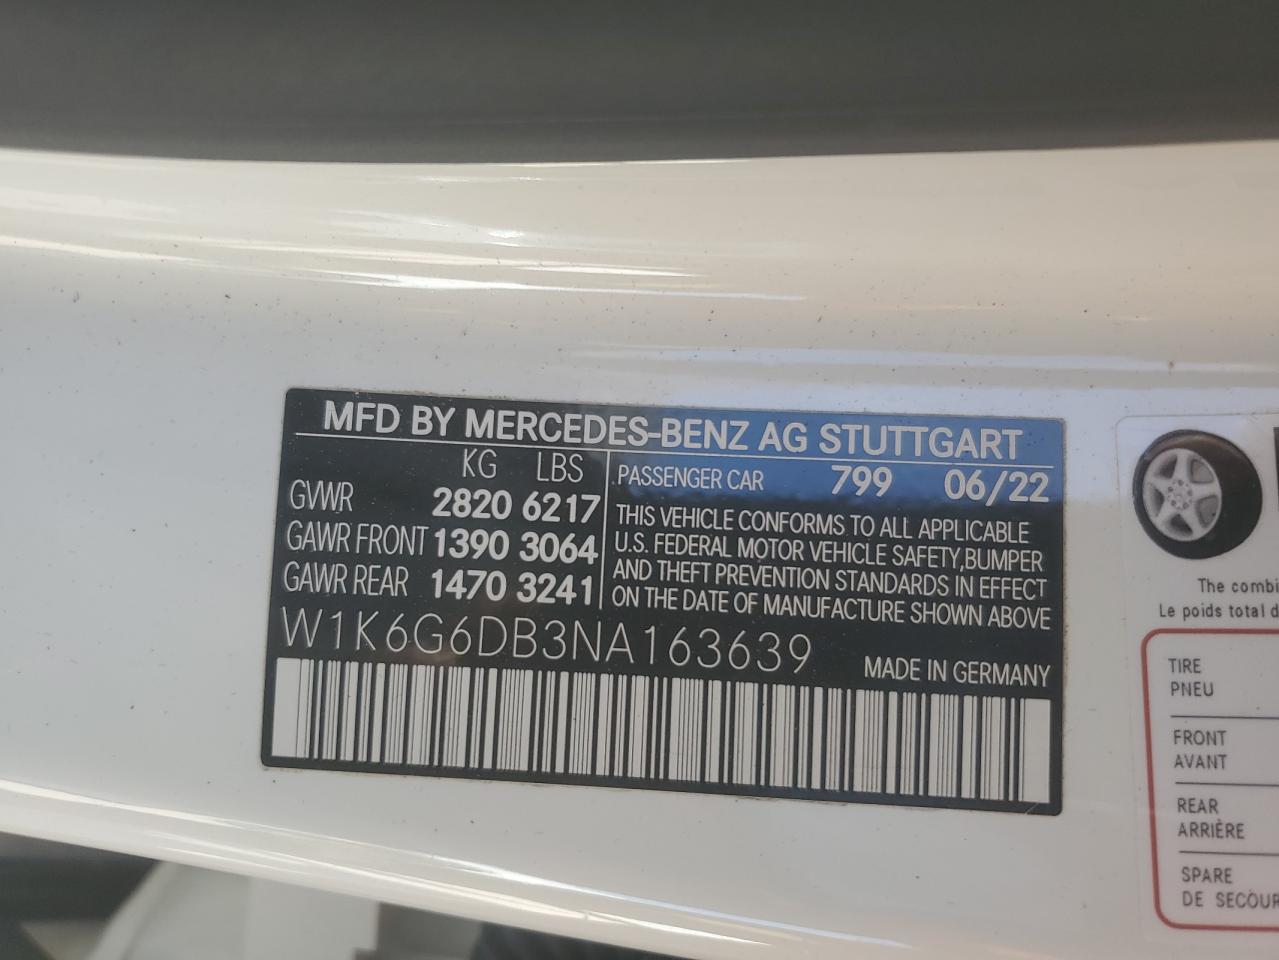 MFD BY MERCEDES-BENZ AG STUTTGART
KG LBS
GVWR 2820 6217
GAWR FRONT 1390 3064
GAWR REAR 1470 3241
PASSENGER CAR 799 06/22
THIS VEHICLE CONFORMS TO ALL APPLICABLE
U.S. FEDERAL MOTOR VEHICLE SAFETY,BUMPER
AND THEFT PREVENTION STANDARDS IN EFFECT
ON THE DATE OF MANUFACTURE SHOWN ABOVE
W1K6G6DB3NA163639
MADE IN GERMANY
The combi
Le poids total d
TIRE
PNEU
FRONT
AVANT
REAR
ARRIÈRE
SPARE
DE SECOUR